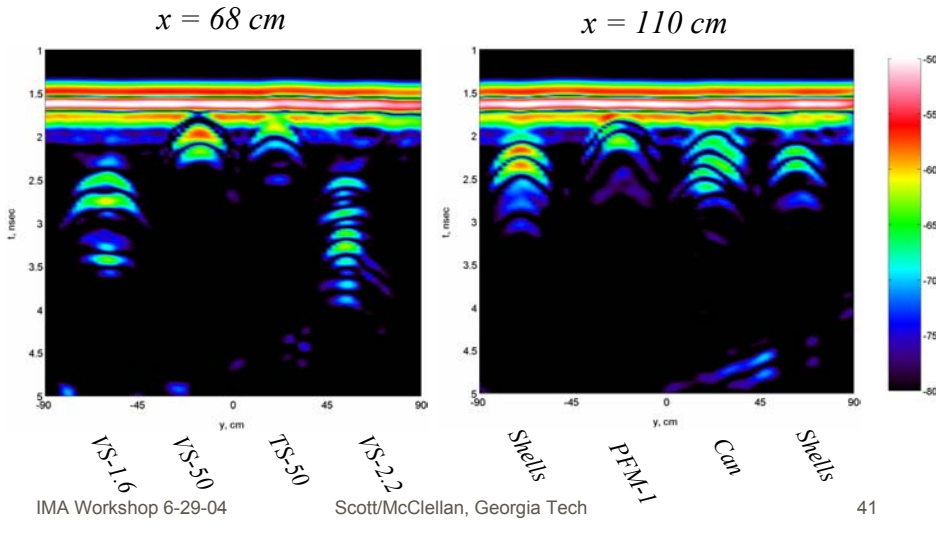 x = 68 cm
x = 110 cm
1
1.5
2
2.5
3
3.5
4
4.5
5
t, nsec
-90
-45
0
45
90
y, cm
1
1.5
2
2.5
3
3.5
4
4.5
5
t, nsec
-90
-45
0
45
90
y, cm
-50
-55
-60
-65
-70
-75
-80
VS-1.6
VS-50
TS-50
VS-2.2
Shells
PFM-1
Can
Shells
IMA Workshop 6-29-04
Scott/McClellan, Georgia Tech
41